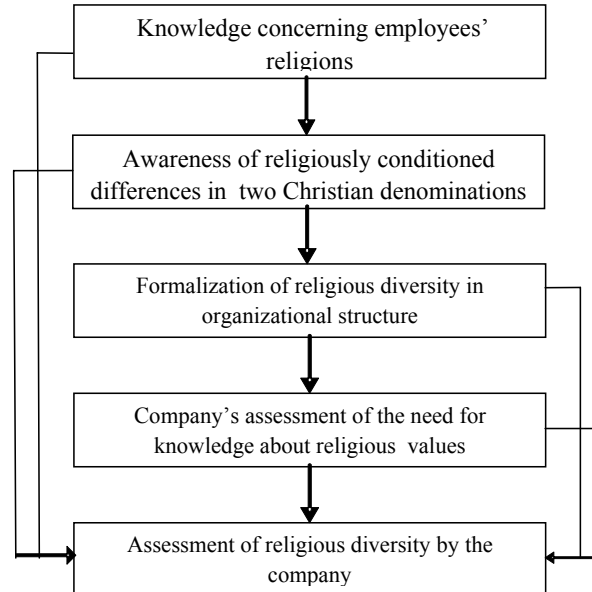 Knowledge concerning employees’
religions
Awareness of religiously conditioned
differences in two Christian denominations
Formalization of religious diversity in
organizational structure
Company’s assessment of the need for
knowledge about religious values
Assessment of religious diversity by the
company